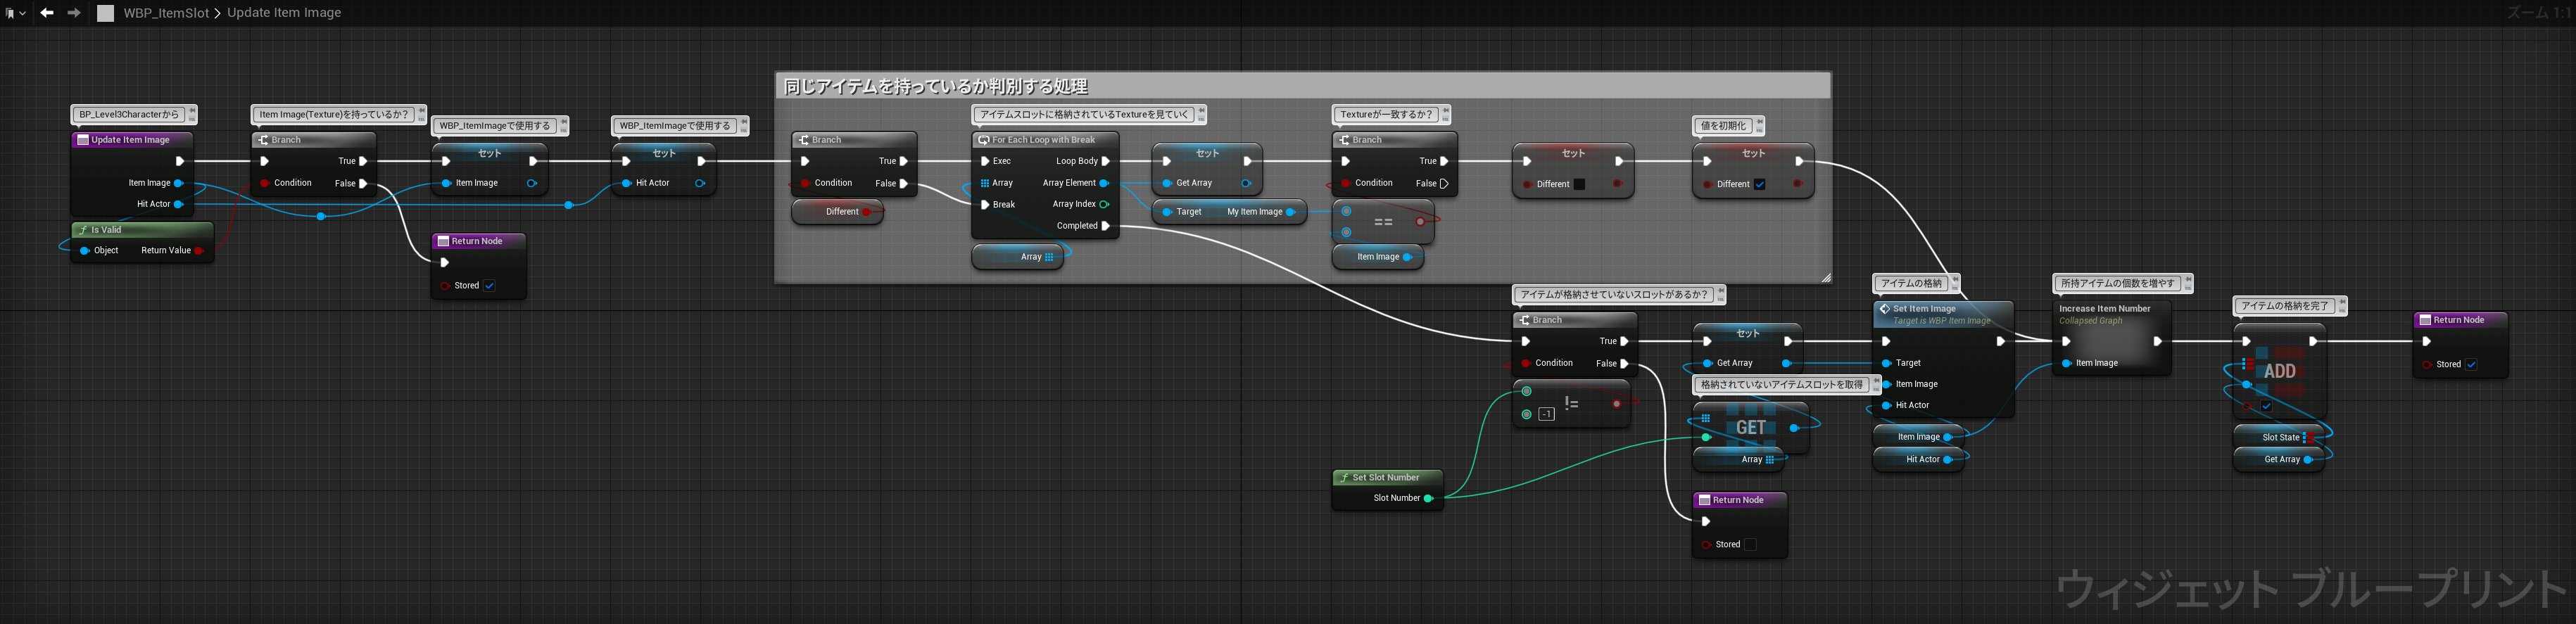 WBP_ItemSlot > Update Item Image
ズーム 1:1
同じアイテムを持っているか判別する処理
BP_Level3Characterから
Update Item Image
Item Image
Hit Actor
Is Valid
Object
Return Value
Item Image(Texture)を持っているか？
Branch
Condition
True
False
WBP_ItemImageで使用する
セット
Item Image
Return Node
Stored
WBP_ItemImageで使用する
セット
Hit Actor
Branch
Condition
True
False
Different
アイテムスロットに格納されているTextureを見ていく
For Each Loop with Break
Exec
Array
Break
Loop Body
Array Element
Array Index
Completed
Array
セット
Get Array
Target
My Item Image
Textureが一致するか？
Branch
Condition
True
False
==
Item Image
セット
Different
値を初期化
セット
Different
アイテムが格納させていないスロットがあるか？
Branch
Condition
True
False
-1
!=
Set Slot Number
Slot Number
セット
Get Array
格納されていないアイテムスロットを取得
GET
Array
Return Node
Stored
アイテムの格納
Set Item Image
Target is WBP Item Image
Target
Item Image
Hit Actor
Item Image
Hit Actor
所持アイテムの個数を増やす
Increase Item Number
Collapsed Graph
Item Image
アイテムの格納を完了
ADD
Slot State
Get Array
Return Node
Stored
ウィジェット ブループリント